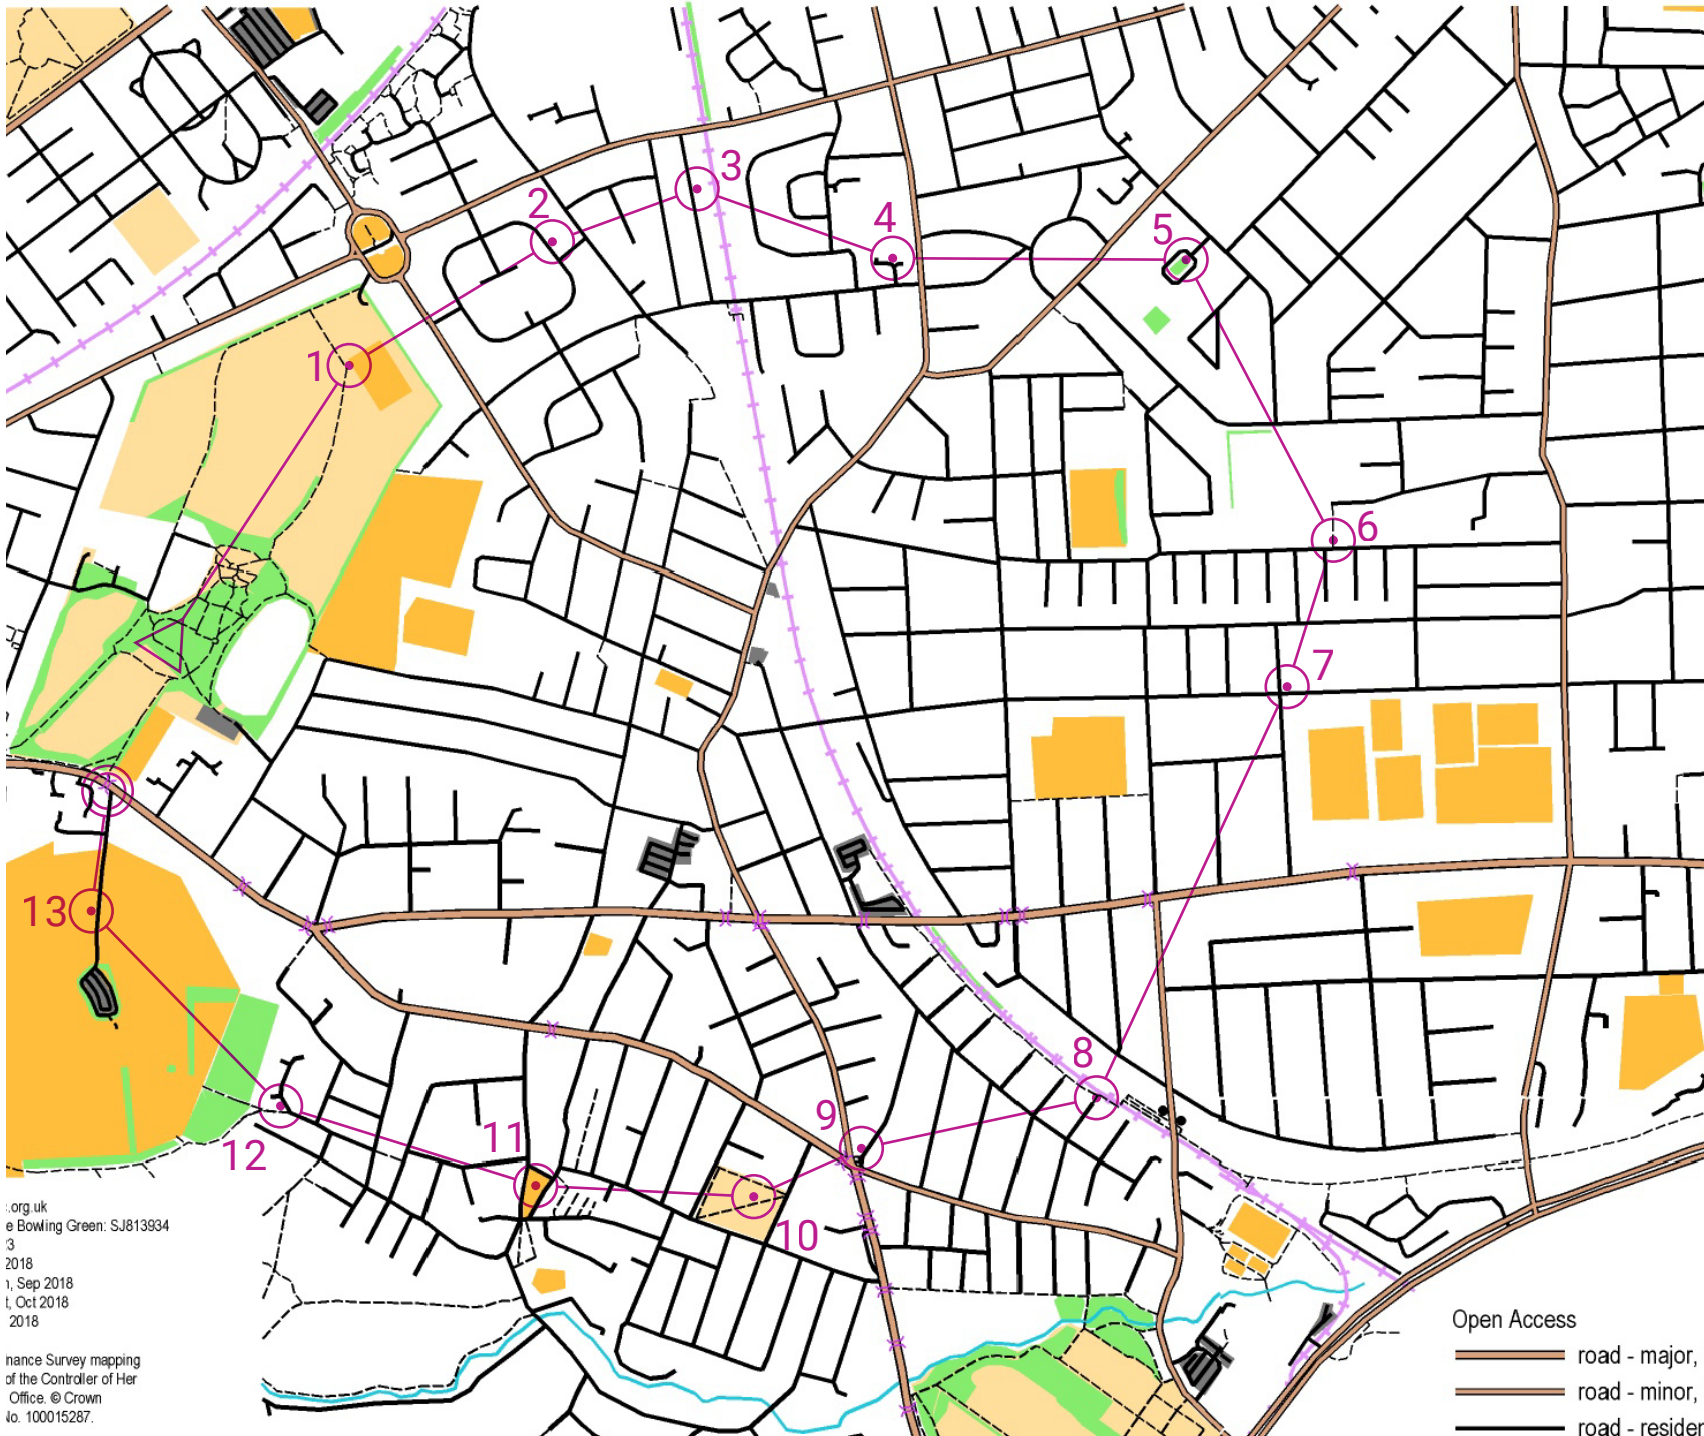 3
2
4
5
1
6
7
13
8
9
11
12
10
.org.uk
e Bowling Green: SJ813934
2018
, Sep 2018
t, Oct 2018
2018
nance Survey mapping
of the Controller of Her
Office. © Crown
No. 100015287.
Open Access
road - major,
road - minor,
road - residen